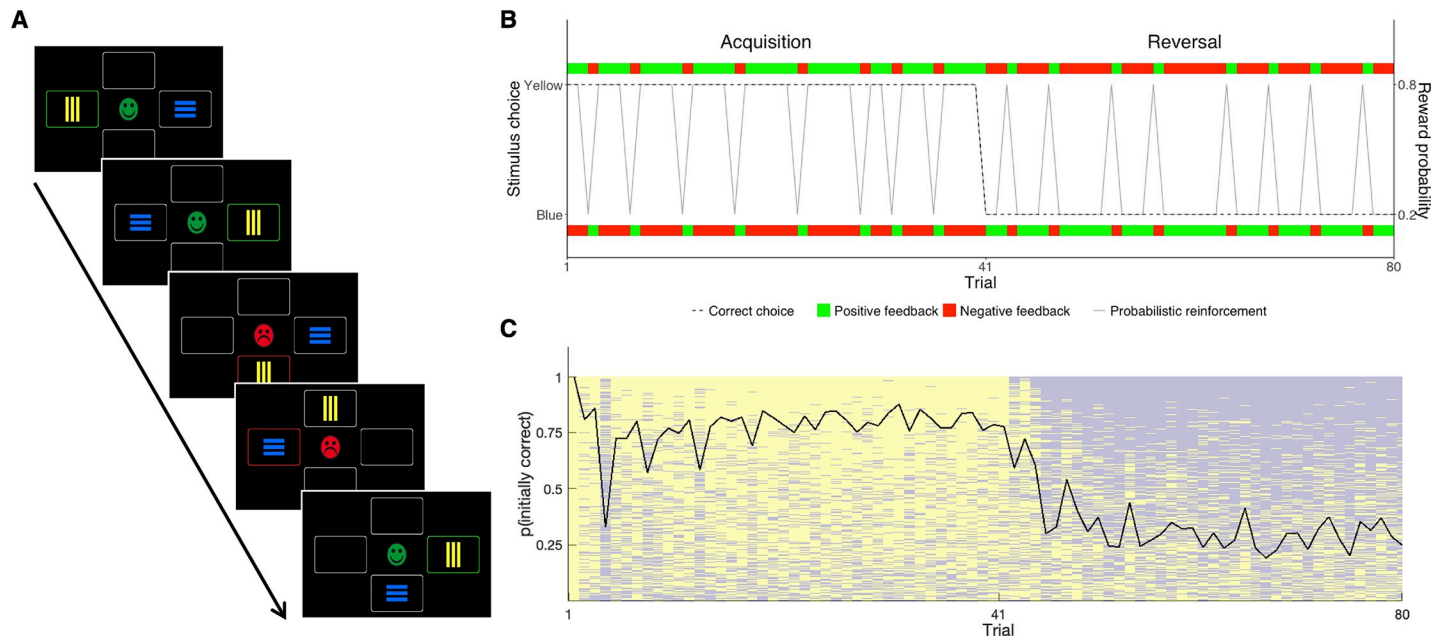 A
B
Acquisition
Reversal
Stimulus choice
Yellow
Blue
0.8
0.2
Reward probability
1
41
80
Trial
Correct choice
Positive feedback
Negative feedback
Probabilistic reinforcement
C
p(initially correct)
1
0.75
0.5
0.25
1
41
80
Trial